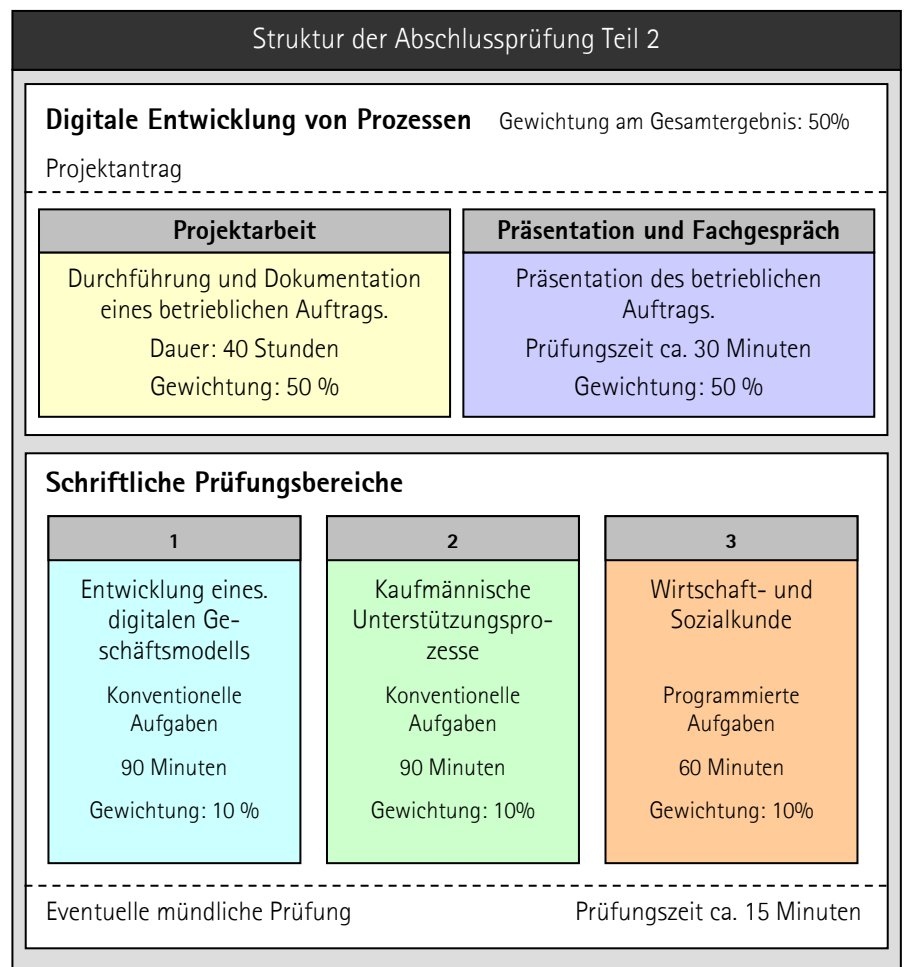 Struktur der Abschlussprüfung Teil 2
Digitale Entwicklung von Prozessen Gewichtung am Gesamtergebnis: 50%
Projektantrag
Projektarbeit
Durchführung und Dokumentation
eines betrieblichen Auftrags.
Dauer: 40 Stunden
Gewichtung: 50 %
Präsentation und Fachgespräch
Präsentation des betrieblichen
Auftrags.
Prüfungszeit ca. 30 Minuten
Gewichtung: 50 %
Schriftliche Prüfungsbereiche
1
Entwicklung eines.
digitalen Ge-
schäftsmodells
Konventionelle
Aufgaben
90 Minuten
Gewichtung: 10 %
2
Kaufmännische
Unterstützungspro-
zesse
Konventionelle
Aufgaben
90 Minuten
Gewichtung: 10%
3
Wirtschaft- und
Sozialkunde
Programmierte
Aufgaben
60 Minuten
Gewichtung: 10%
Eventuelle mündliche Prüfung Prüfungszeit ca. 15 Minuten